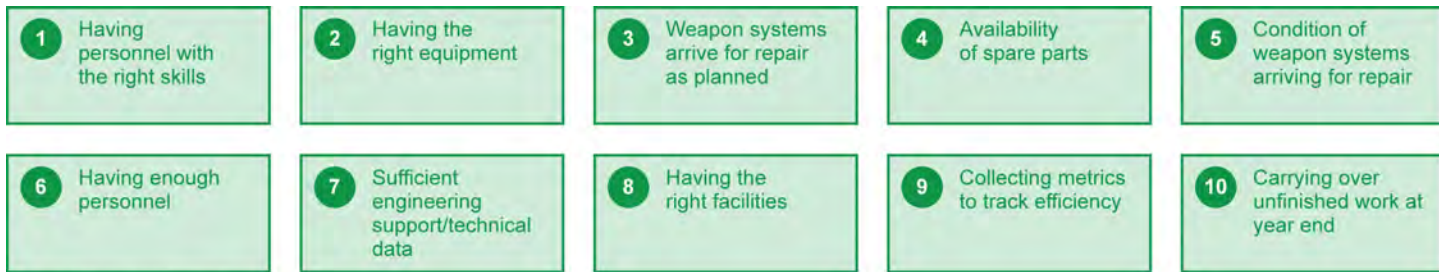 1
Having
personnel with
the right skills
2
Having the
right equipment
3
Weapon systems
arrive for repair
as planned
4
Availability
of spare parts
5
Condition of
weapon systems
arriving for repair
6
Having enough
personnel
7
Sufficient
engineering
support/technical
data
8
Having the
right facilities
9
Collecting metrics
to track efficiency
10
Carrying over
unfinished work at
year end